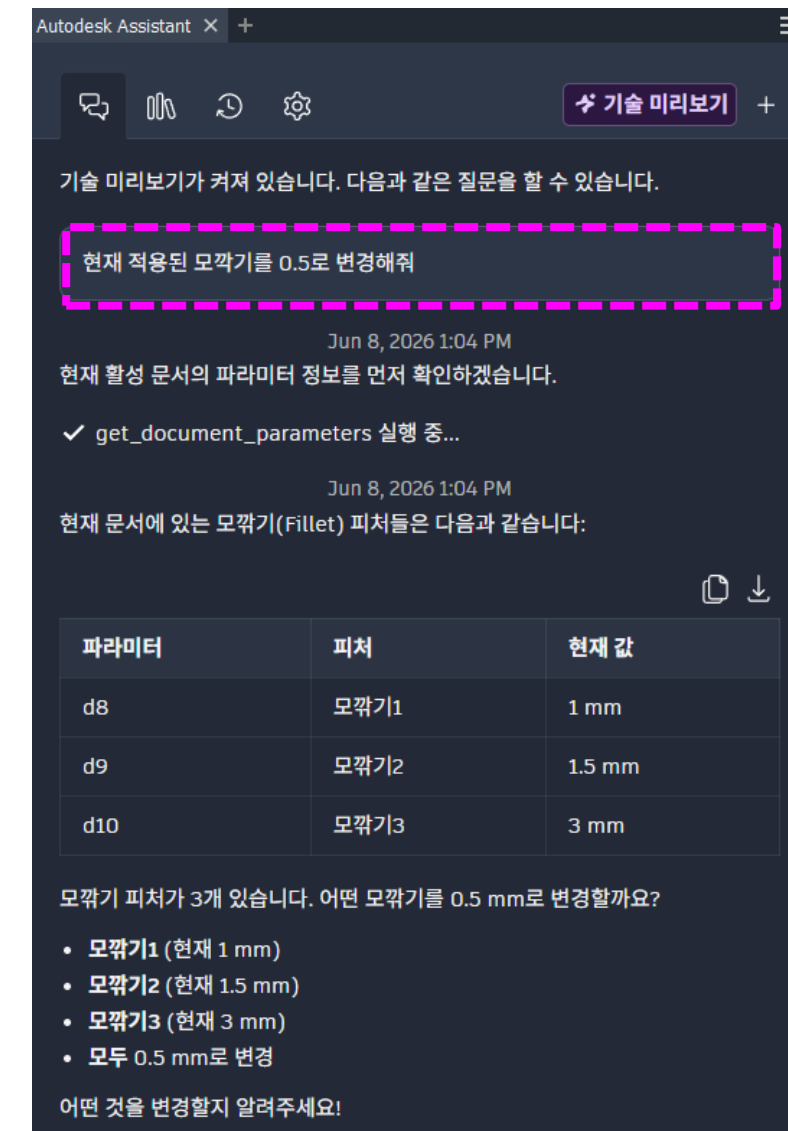 Autodesk Assistant
기술 미리보기
기술 미리보기가 켜져 있습니다. 다음과 같은 질문을 할 수 있습니다.
현재 적용된 모깍기를 0.5로 변경해줘
Jun 8, 2026 1:04 PM
현재 활성 문서의 파라미터 정보를 먼저 확인하겠습니다.
get_document_parameters 실행 중...
Jun 8, 2026 1:04 PM
현재 문서에 있는 모깎기(Fillet) 피처들은 다음과 같습니다:
파라미터 피처 현재 값
d8 모깎기1 1 mm
d9 모깎기2 1.5 mm
d10 모깎기3 3 mm
모깎기 피처가 3개 있습니다. 어떤 모깎기를 0.5 mm로 변경할까요?
• 모깎기1 (현재 1 mm)
• 모깎기2 (현재 1.5 mm)
• 모깎기3 (현재 3 mm)
• 모두 0.5 mm로 변경
어떤 것을 변경할지 알려주세요!